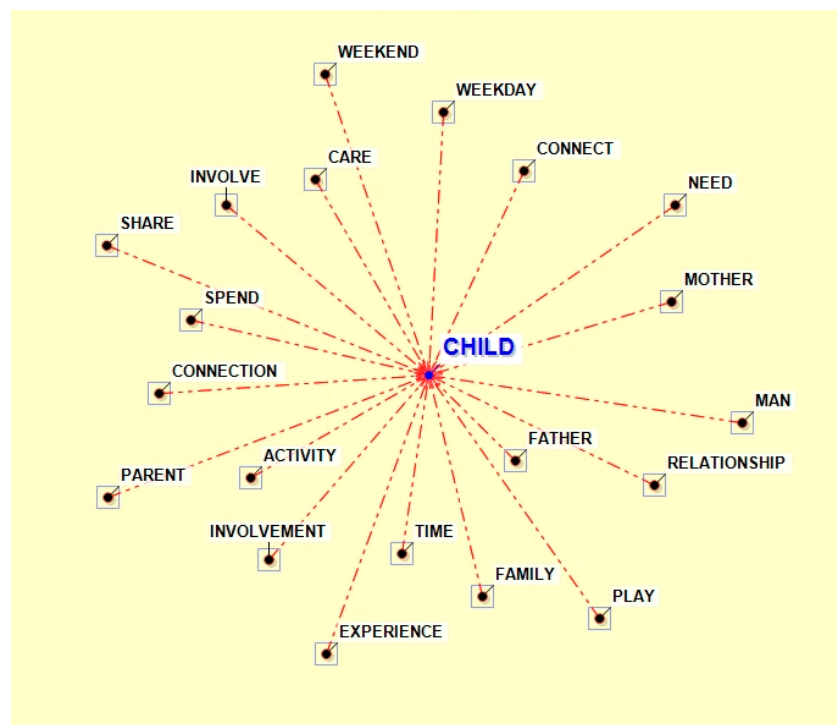 WEEKEND
WEEKDAY
CARE
CONNECT
INVOLVE
NEED
SHARE
MOTHER
SPEND
CHILD
CONNECTION
MAN
FATHER
ACTIVITY
RELATIONSHIP
PARENT
INVOLVEMENT
TIME
FAMILY
PLAY
EXPERIENCE